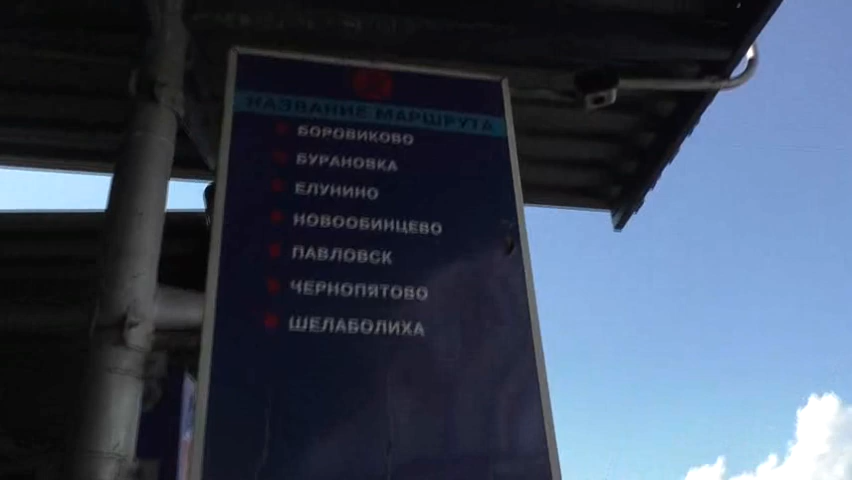 НАЗВАНИЕ МАРШРУТА
БОРОВИКОВО
БУРАНОВКА
ЕЛУНИНО
НОВООБИНЦЕВО
ПАВЛОВСК
ЧЕРНОПЯТОВО
ШЕЛАБОЛИХА